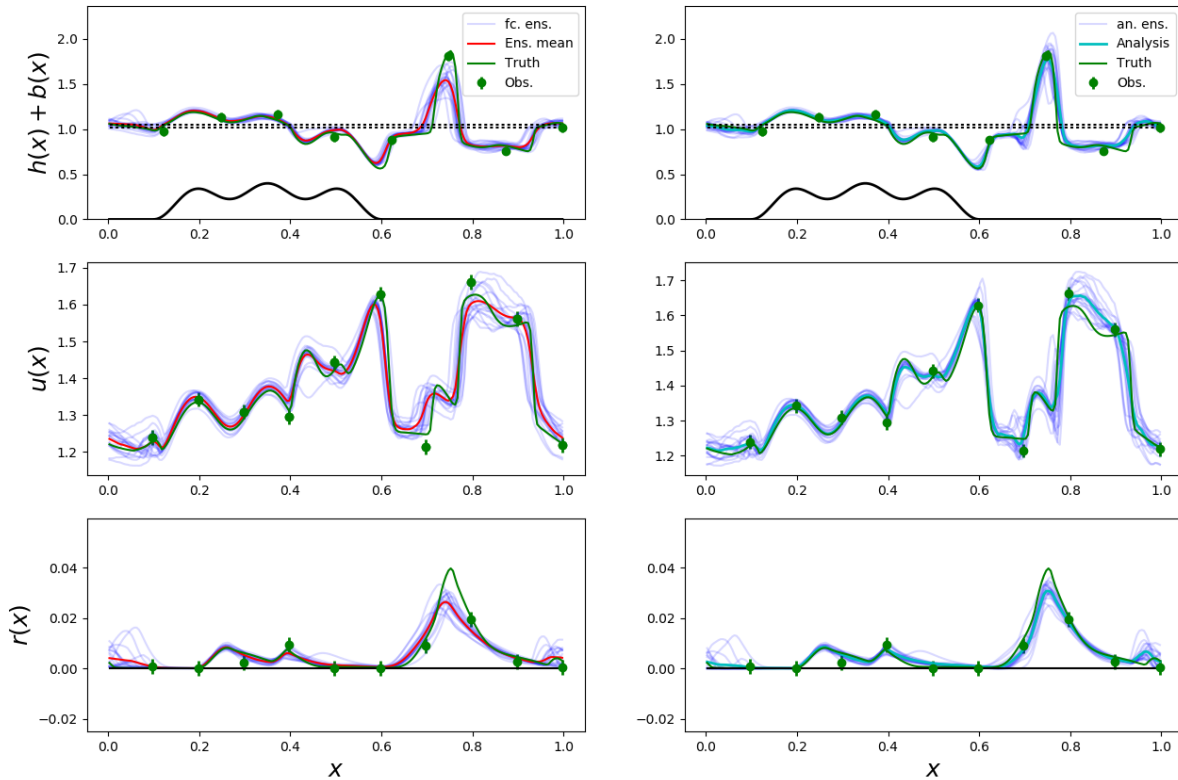 fc. ens.
Ens. mean
Truth
Obs.
h(x) + b(x)
2.0
1.5
1.0
0.5
0.0
0.0 0.2 0.4 0.6 0.8 1.0
an. ens.
Analysis
Truth
Obs.
h(x) + b(x)
2.0
1.5
1.0
0.5
0.0
0.0 0.2 0.4 0.6 0.8 1.0
u(x)
1.7
1.6
1.5
1.4
1.3
1.2
0.0 0.2 0.4 0.6 0.8 1.0
u(x)
1.7
1.6
1.5
1.4
1.3
1.2
0.0 0.2 0.4 0.6 0.8 1.0
r(x)
0.04
0.02
0.00
−0.02
0.0 0.2 0.4 0.6 0.8 1.0
x
r(x)
0.04
0.02
0.00
−0.02
0.0 0.2 0.4 0.6 0.8 1.0
x